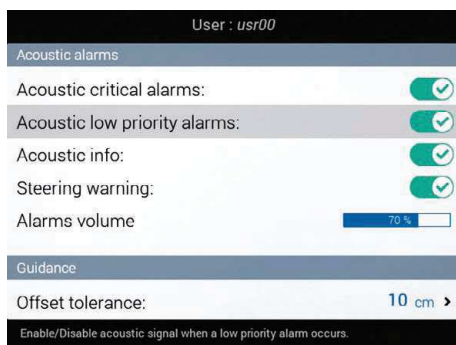 User : usr00
Acoustic alarms
Acoustic critical alarms:
Acoustic low priority alarms:
Acoustic info:
Steering warning:
Alarms volume 70 %
Guidance
Offset tolerance: 10 cm >
Enable/Disable acoustic signal when a low priority alarm occurs.